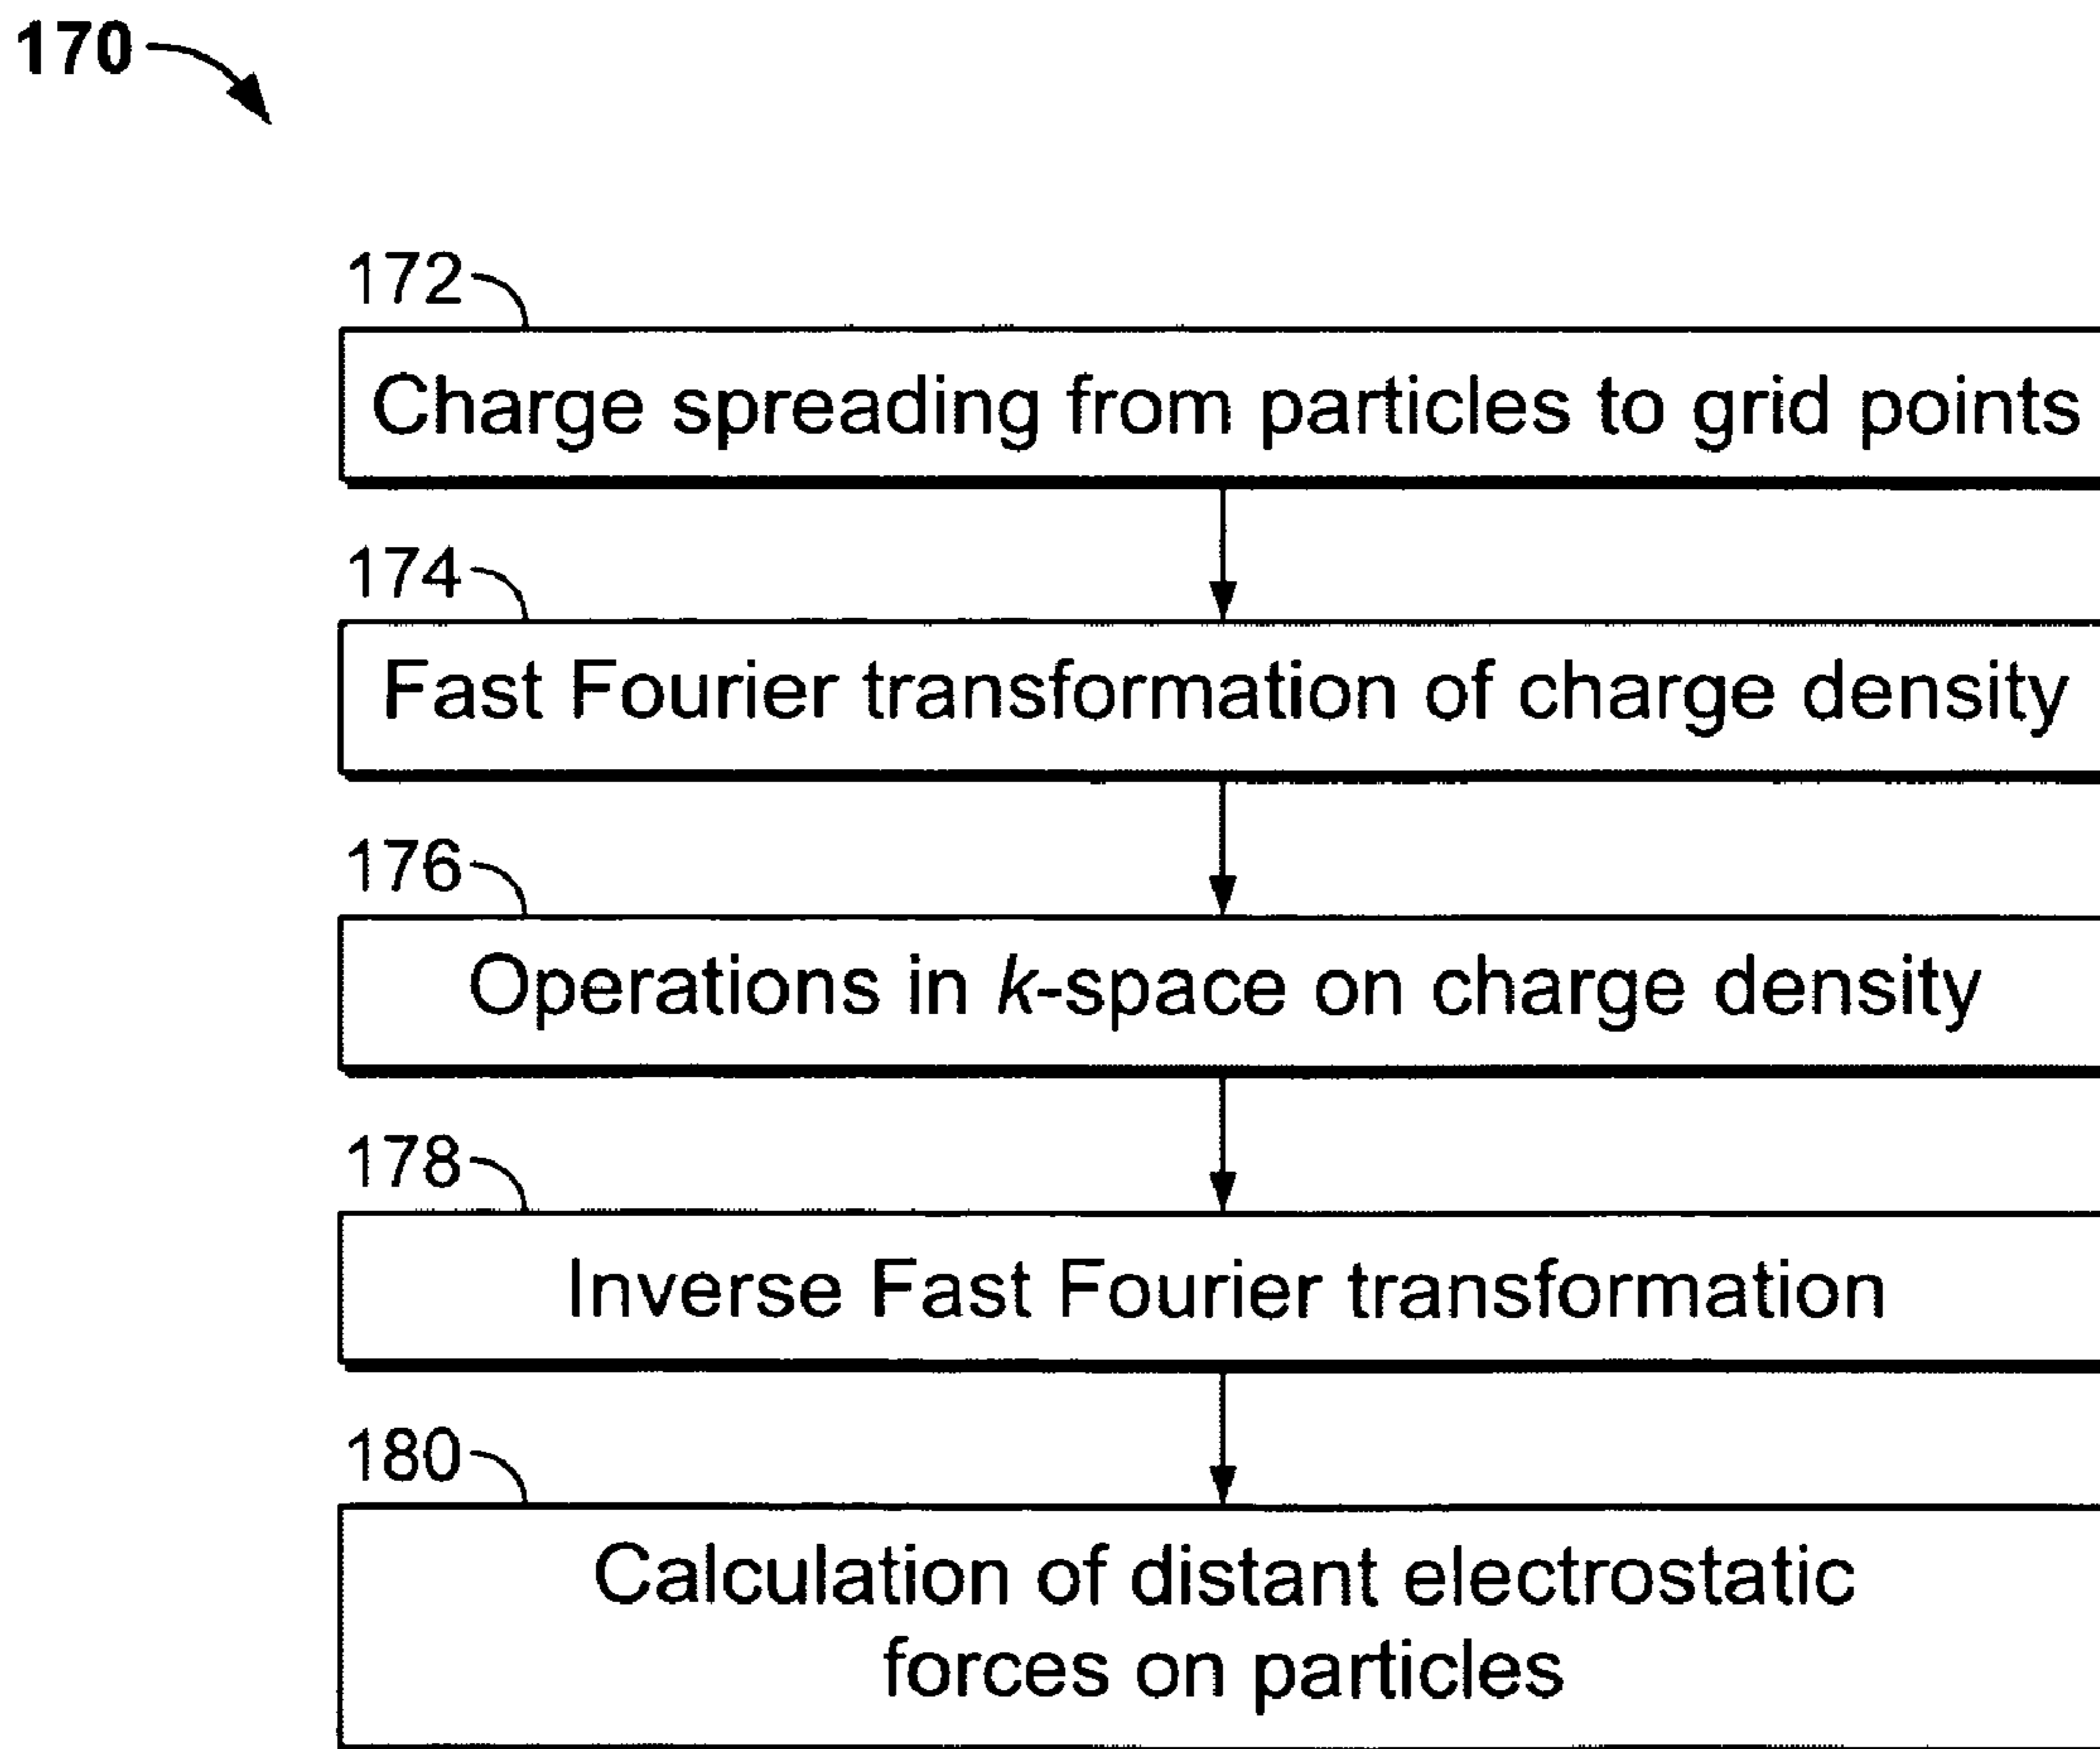 170
172
Charge spreading from particles to grid points
174
Fast Fourier transformation of charge density
176
Operations in k-space on charge density
178
Inverse Fast Fourier transformation
180
Calculation of distant electrostatic
forces on particles